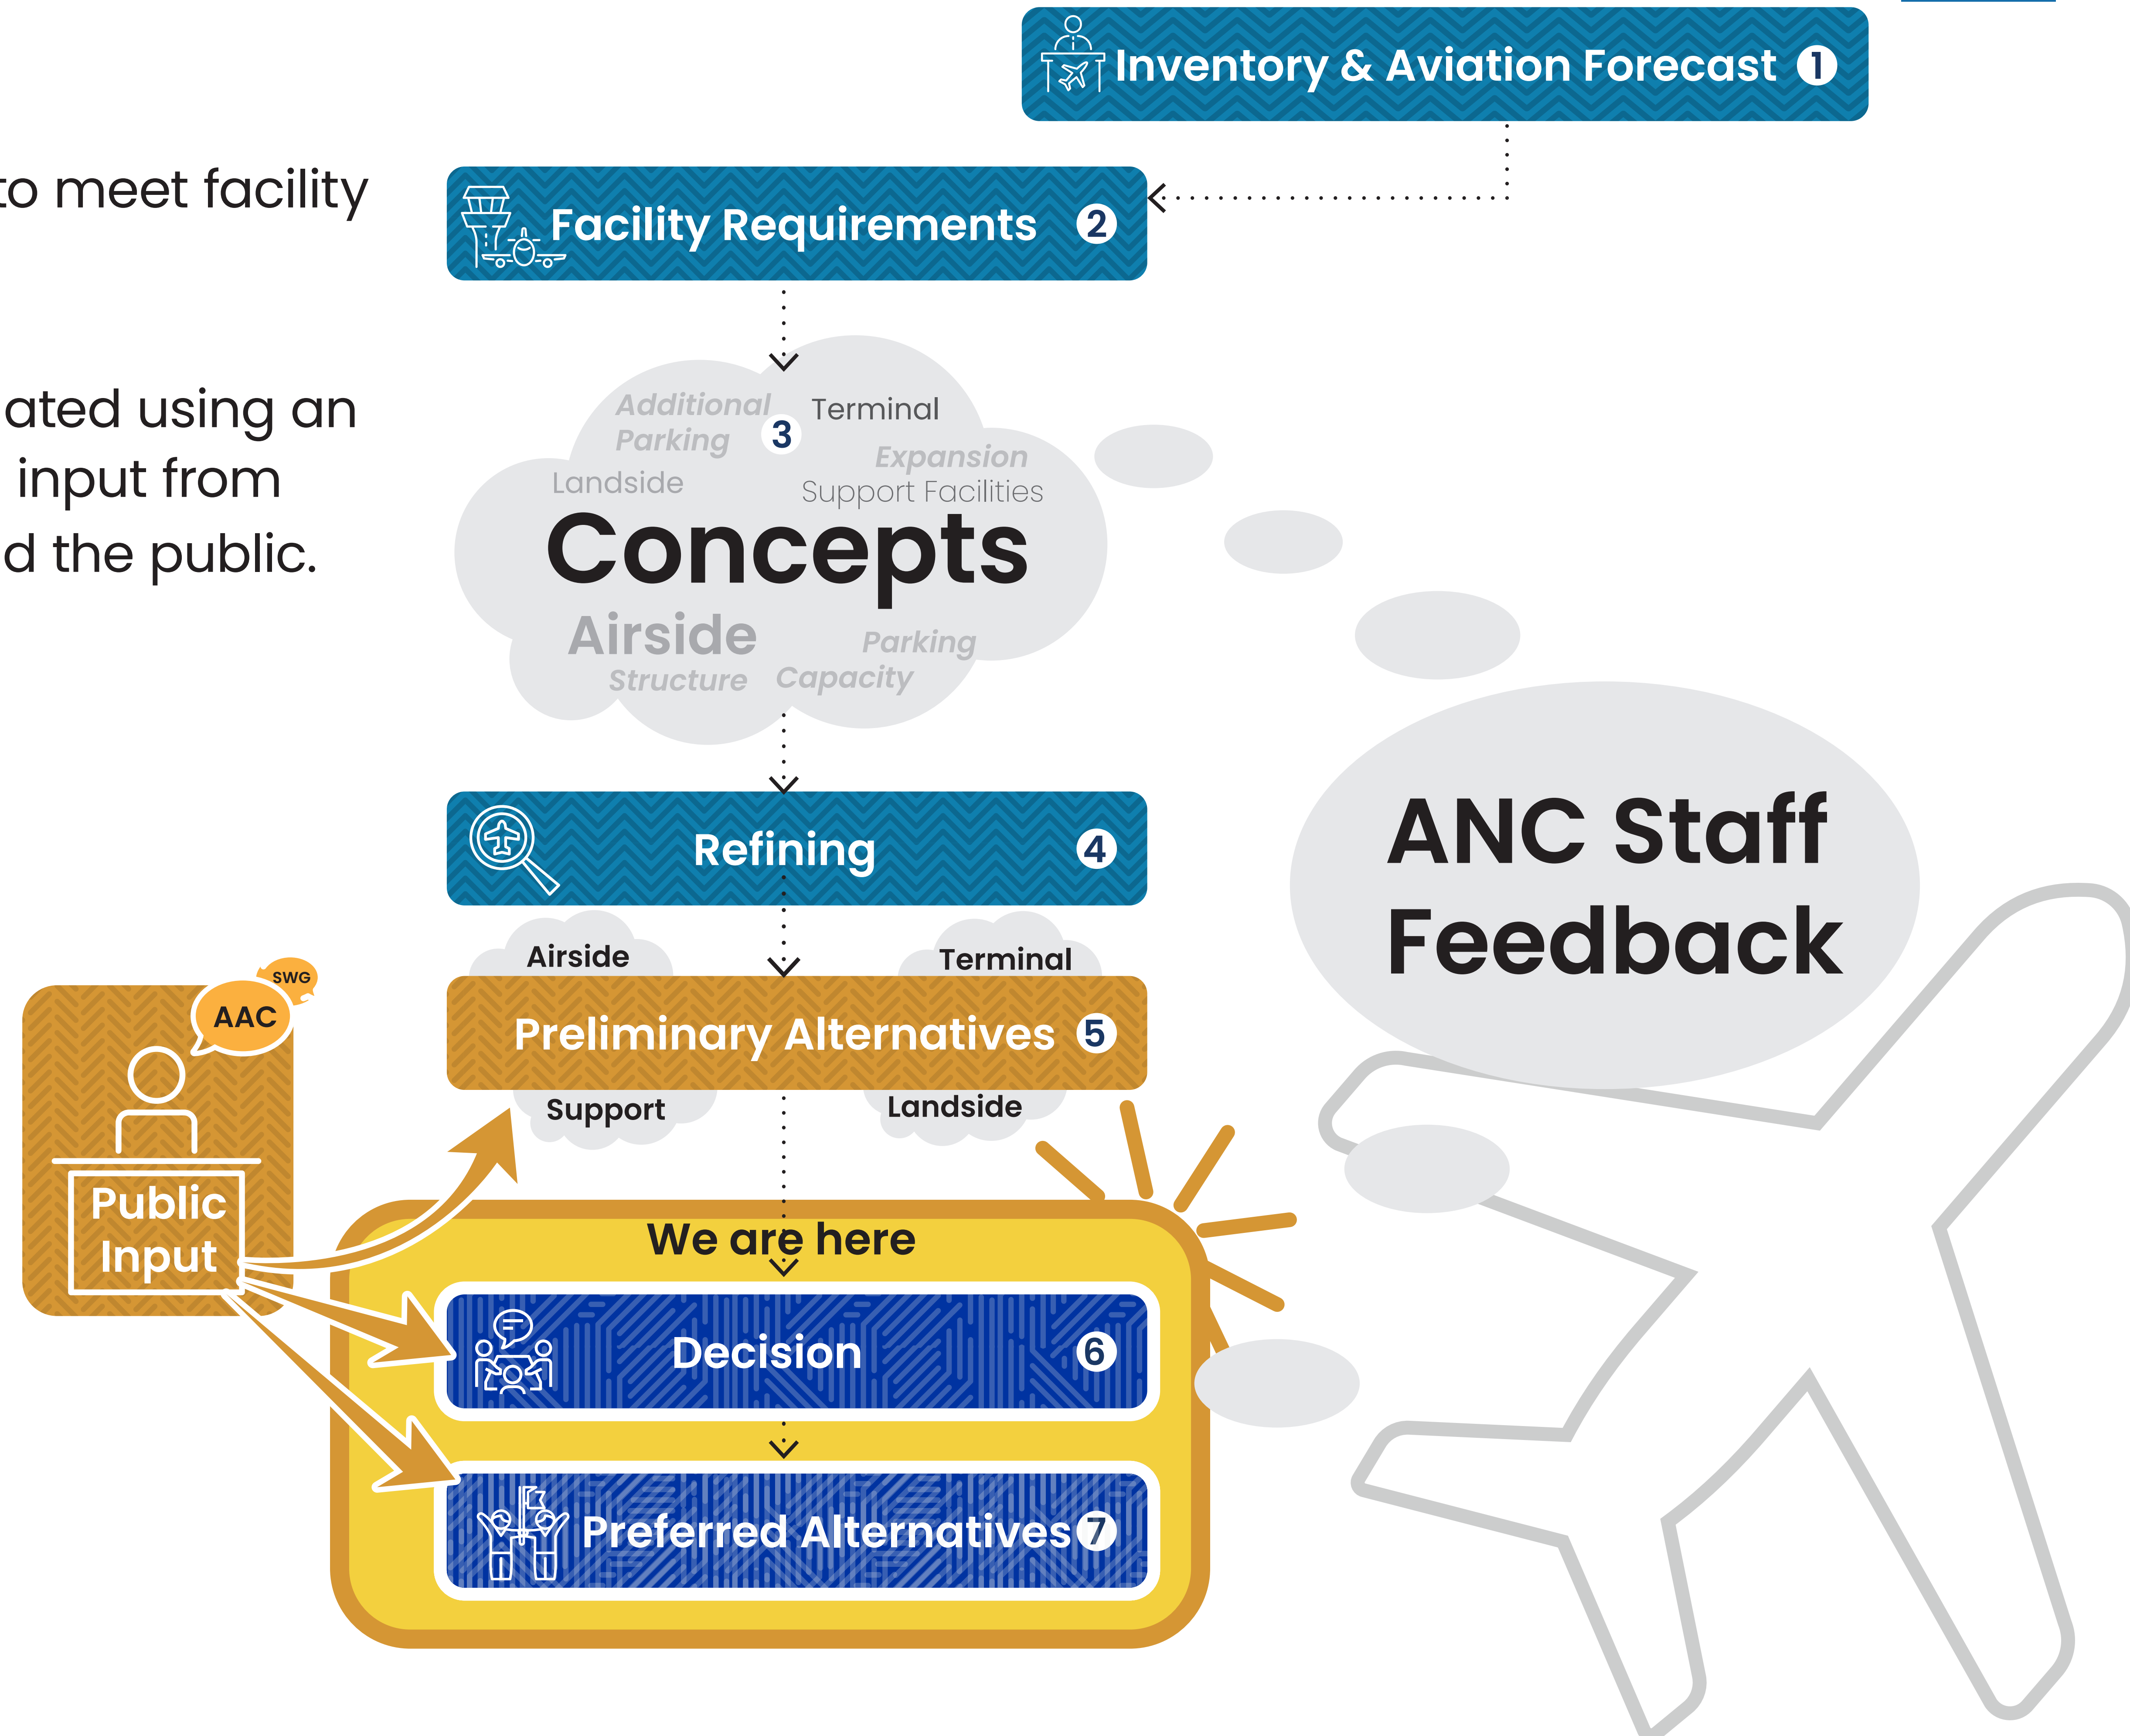 Inventory & Aviation Forecast 1
to meet facility
Facility Requirements 2
ated using an
input from
d the public.
Additional
Parking
3
Terminal
Expansion
Landside
Support Facilities
Concepts
Airside
Structure
Parking
Capacity
Refining 4
ANC Staff
Feedback
Airside
Terminal
Preliminary Alternatives 5
Support
Landside
SWG
AAC
Public
Input
We are here
Decision 6
Preferred Alternatives 7